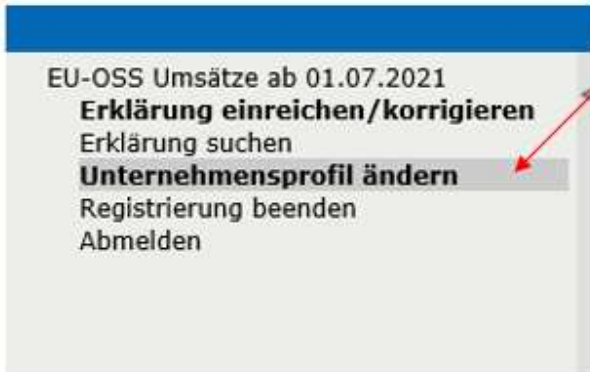 EU-OSS Umsätze ab 01.07.2021
Erklärung einreichen/korrigieren
Erklärung suchen
Unternehmensprofil ändern
Registrierung beenden
Abmelden